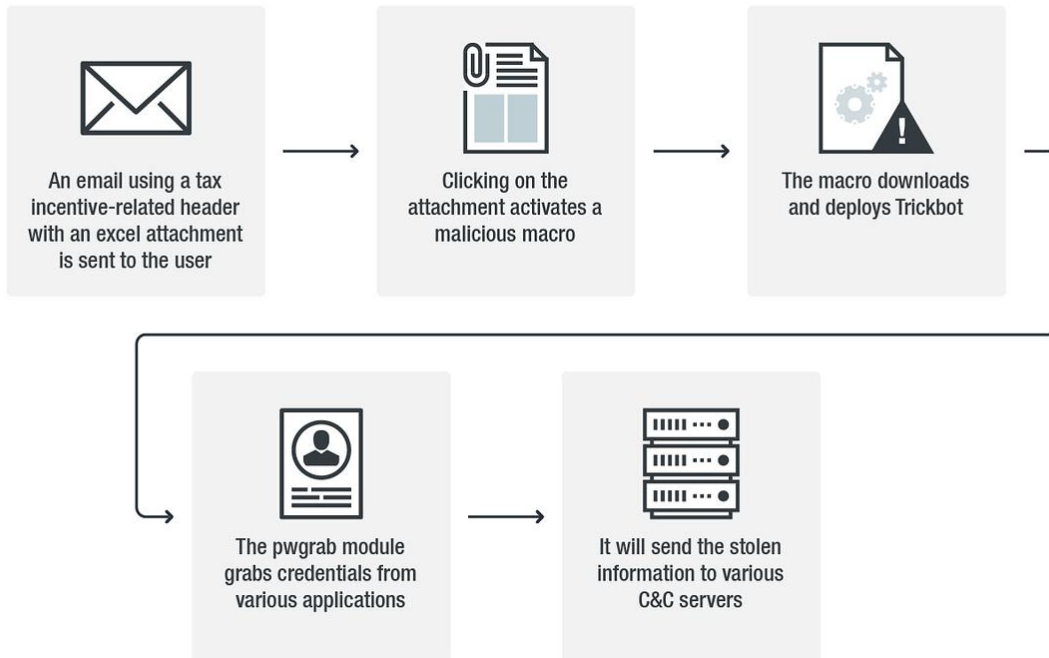 An email using a tax
incentive-related header
with an excel attachment
is sent to the user
Clicking on the
attachment activates a
malicious macro
!
The macro downloads
and deploys Trickbot
The pwgrab module
grabs credentials from
various applications
It will send the stolen
information to various
C&C servers